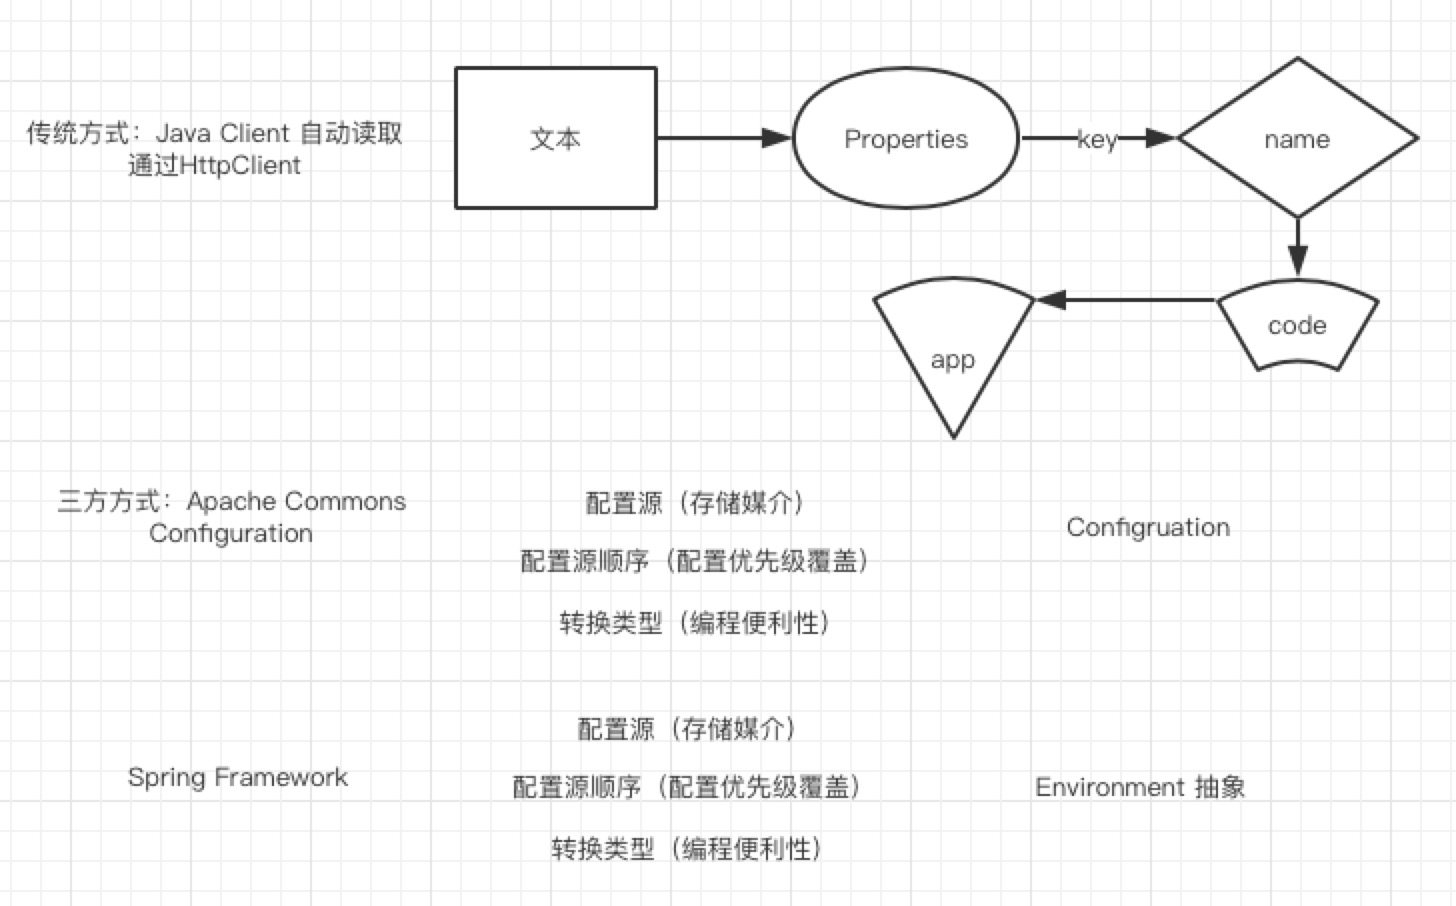 传统方式：Java Client 自动读取
通过HttpClient
文本
Properties
key
name
code
app
三方方式：Apache Commons
Configuration
配置源（存储媒介）
配置源顺序（配置优先级覆盖）
转换类型（编程便利性）
Configruation
Spring Framework
配置源（存储媒介）
配置源顺序（配置优先级覆盖）
转换类型（编程便利性）
Environment 抽象